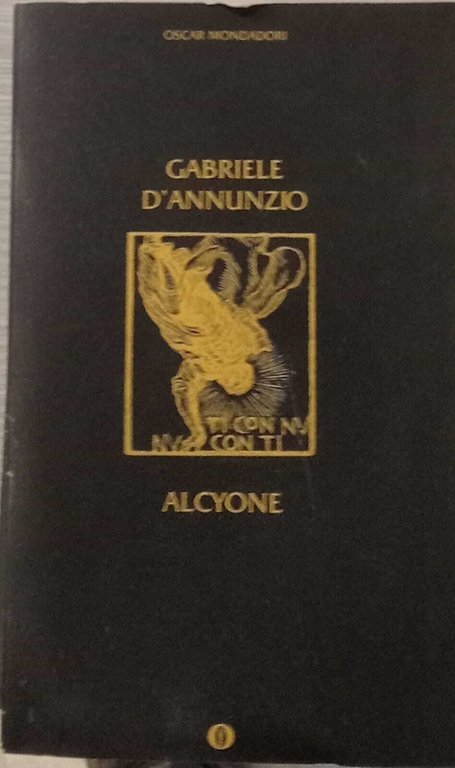 OSCAR MONDADORI
GABRIELE
D'ANNUNZIO
TI CON NV
NV CON TI
ALCYONE